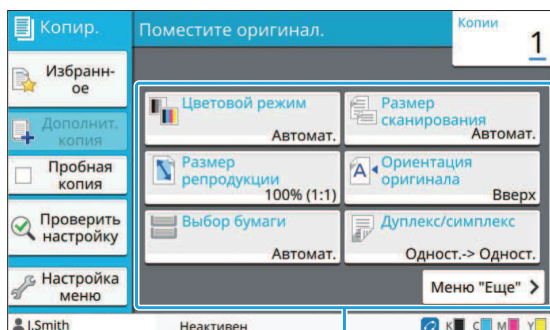 Копир.
Поместите оригинал.
Копии
1
Избранн-
ое
Дополнит.
копия
Пробная
копия
Проверить
настройку
Настройка
меню
Цветовой режим
Автомат.
Размер
сканирования
Автомат.
Размер
репродукции
100% (1:1)
Ориентация
оригинала
A
Вверх
Выбор бумаги
Автомат.
Дуплекс/симплекс
Одност.-> Одност.
Меню "Еще" >
I.Smith
Неактивен
K C M Y